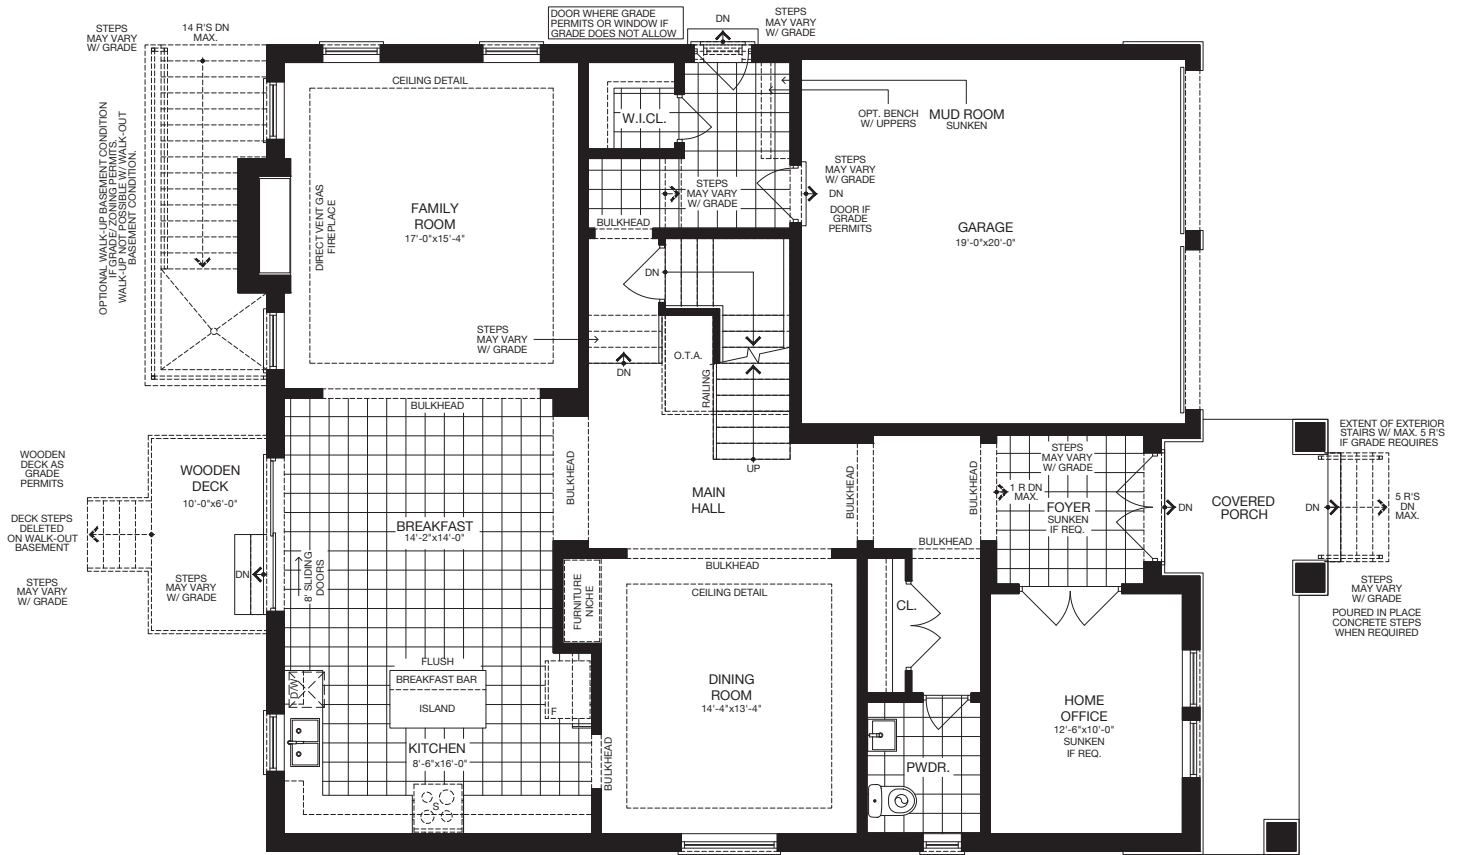 STEPS
MAY VARY
W/ GRADE
14 R'S DN
MAX.
DOOR WHERE GRADE
PERMITS OR WINDOW IF
GRADE DOES NOT ALLOW
DN
STEPS
MAY VARY
W/ GRADE
OPTIONAL WALK-UP BASEMENT CONDITION
IF GRADE/ ZONING PERMITS.
WALK-UP NOT POSSIBLE W/ WALK-OUT
BASEMENT CONDITION.
CEILING DETAIL
DIRECT VENT GAS
FIREPLACE
FAMILY
ROOM
17'-0"x15'-4"
W.I.CL.
OPT. BENCH
W/ UPPERS
MUD ROOM
SUNKEN
STEPS
MAY VARY
W/ GRADE
STEPS
MAY VARY
W/ GRADE
DN
DOOR IF
GRADE
PERMITS
BULKHEAD
GARAGE
19'-0"x20'-0"
DN
STEPS
MAY VARY
W/ GRADE
DN
O.T.A.
RAILING
UP
BULKHEAD
WOODEN
DECK AS
GRADE
PERMITS
WOODEN
DECK
10'-0"x6'-0"
DECK STEPS
DELETED
ON WALK-OUT
BASEMENT
STEPS
MAY VARY
W/ GRADE
STEPS
MAY VARY
W/ GRADE
DN
8' SLIDING
DOORS
BREAKFAST
14'-2"x14'-0"
BULKHEAD
MAIN
HALL
BULKHEAD
BULKHEAD
BULKHEAD
STEPS
MAY VARY
W/ GRADE
1 R DN
MAX.
FOYER
SUNKEN
IF REQ.
DN
COVERED
PORCH
DN
EXTENT OF EXTERIOR
STAIRS W/ MAX. 5 R'S
IF GRADE REQUIRES
5 R'S
DN
MAX.
STEPS
MAY VARY
W/ GRADE
POURED IN PLACE
CONCRETE STEPS
WHEN REQUIRED
BULKHEAD
CEILING DETAIL
FURNITURE
NICHE
CL.
FLUSH
BREAKFAST BAR
ISLAND
D/W
F
KITCHEN
8'-6"x16'-0"
S
BULKHEAD
DINING
ROOM
14'-4"x13'-4"
PWDR.
HOME
OFFICE
12'-6"x10'-0"
SUNKEN
IF REQ.